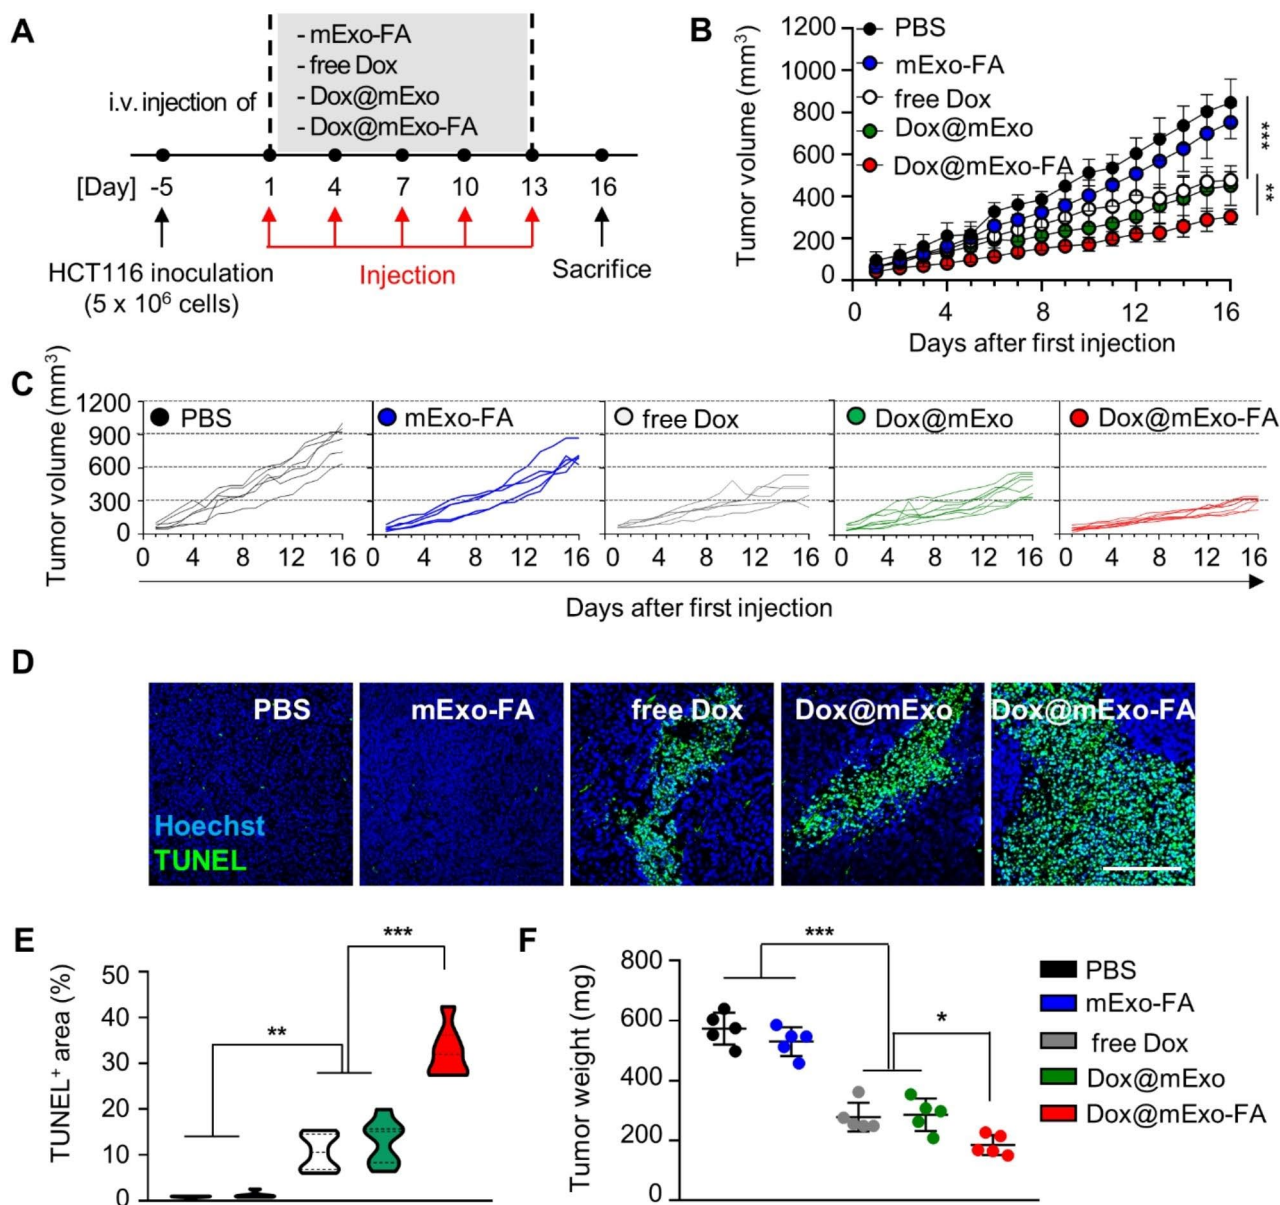 A
- mExo-FA
- free Dox
i.v. injection of
- Dox@mExo
- Dox@mExo-FA
[Day] -5 1 4 7 10 13 16
HCT116 inoculation
(5 x 10⁶ cells)
Injection
Sacrifice
B
Tumor volume (mm³)
1200
1000
800
600
400
200
0
PBS
mExo-FA
free Dox
Dox@mExo
Dox@mExo-FA
***
**
0 4 8 12 16
Days after first injection
C
Tumor volume (mm³)
1200
900
600
300
0
PBS
mExo-FA
free Dox
Dox@mExo
Dox@mExo-FA
0 4 8 12 16 0 4 8 12 16 0 4 8 12 16 0 4 8 12 16 0 4 8 12 16
Days after first injection
D
PBS
mExo-FA
free Dox
Dox@mExo
Dox@mExo-FA
Hoechst
TUNEL
E
TUNEL⁺ area (%)
50
40
30
20
10
0
**
***
F
Tumor weight (mg)
800
600
400
200
0
***
*
PBS
mExo-FA
free Dox
Dox@mExo
Dox@mExo-FA